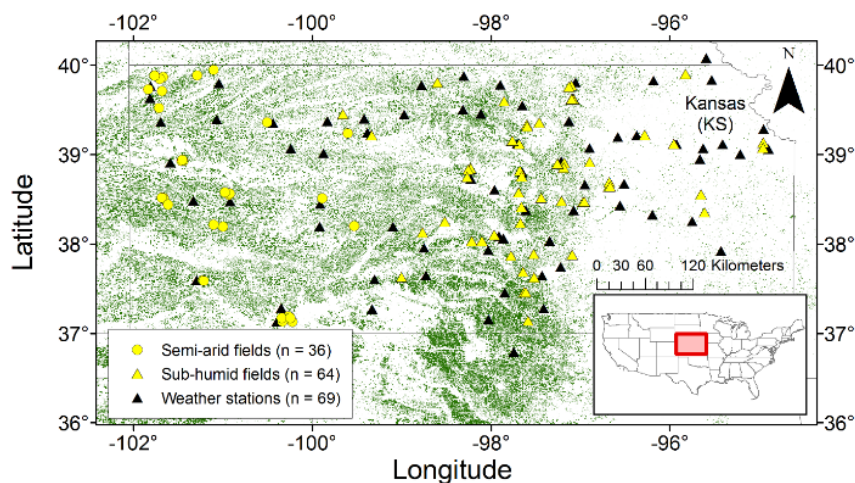 -102° -100° -98° -96°
40° 40°
39° 39°
38° 38°
37° 37°
36° 36°
Latitude
N
Kansas
(KS)
0 15 30 60 120 Kilometers
Semi-arid fields (n = 36)
Sub-humid fields (n = 64)
Weather stations (n = 69)
-102° -100° -98° -96°
Longitude